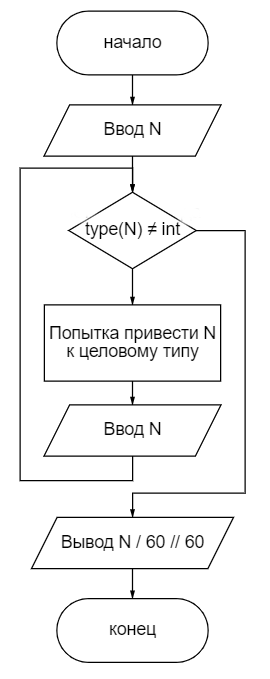 начало
Ввод N
type(N) ≠ int
Попытка привести N
к целовому типу
Ввод N
Вывод N / 60 // 60
конец